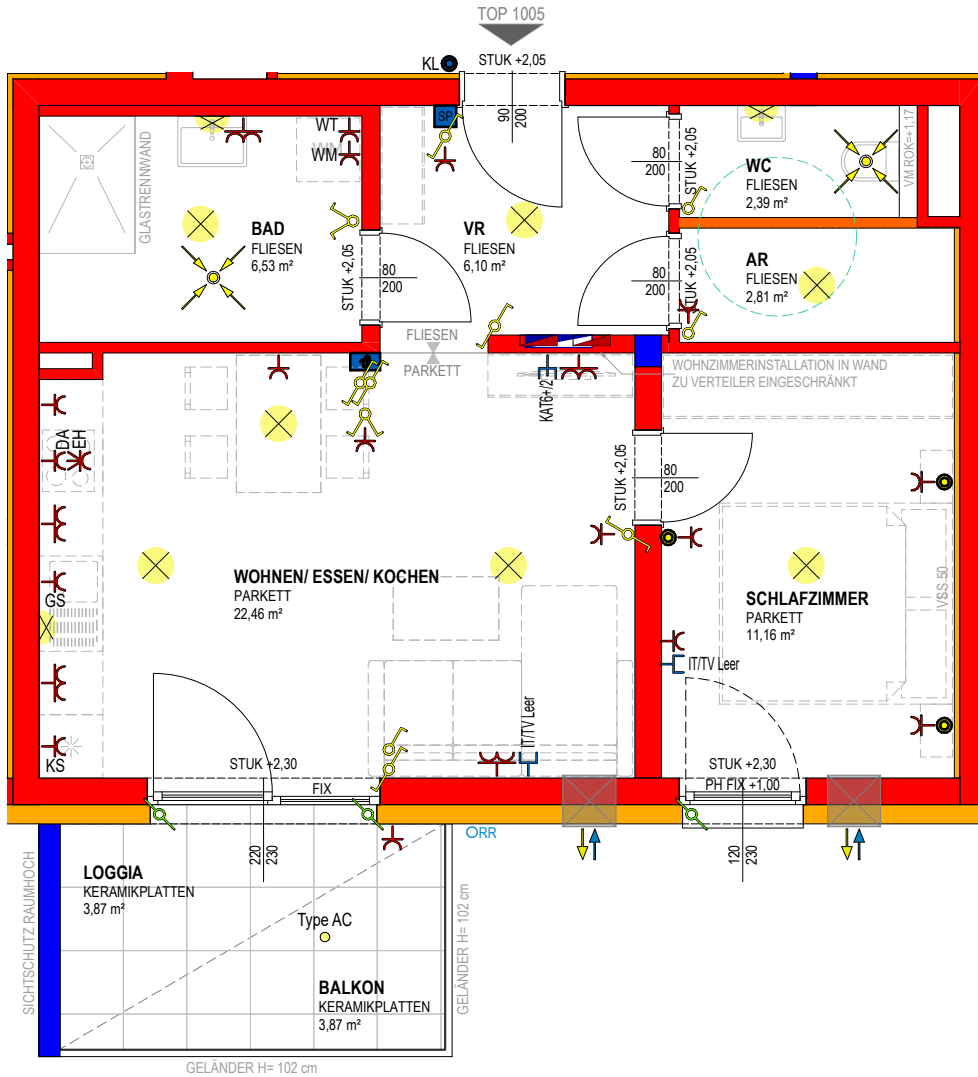 TOP 1005
KL
STUK +2,05
90
200
SP
GLASTRENNWAND
WT
WM
WM
BAD
FLIESEN
6,53 m²
STUK +2,05
80
200
VR
FLIESEN
6,10 m²
80
200
STUK +2,05
WC
FLIESEN
2,39 m²
VM ROK=+1.17
80
200
STUK +2,05
AR
FLIESEN
2,81 m²
FLIESEN
PARKETT
WOHNZIMMERINSTALLATION IN WAND
ZU VERTEILER EINGESCHRÄNKT
KAT6+/2
DA
EH
STUK +2,05
80
200
WOHNEN/ ESSEN/ KOCHEN
PARKETT
22,46 m²
GS
KS
SCHLAFZIMMER
PARKETT
11,16 m²
VSS 50
IT/TV Leer
IT/TV Leer
STUK +2,30
FIX
STUK +2,30
PH FIX +1,00
220
230
120
230
RR
SICHTSCHUTZ RAUMHOCH
LOGGIA
KERAMIKPLATTEN
3,87 m²
Type AC
BALKON
KERAMIKPLATTEN
3,87 m²
GELÄNDER H= 102 cm
GELÄNDER H= 102 cm